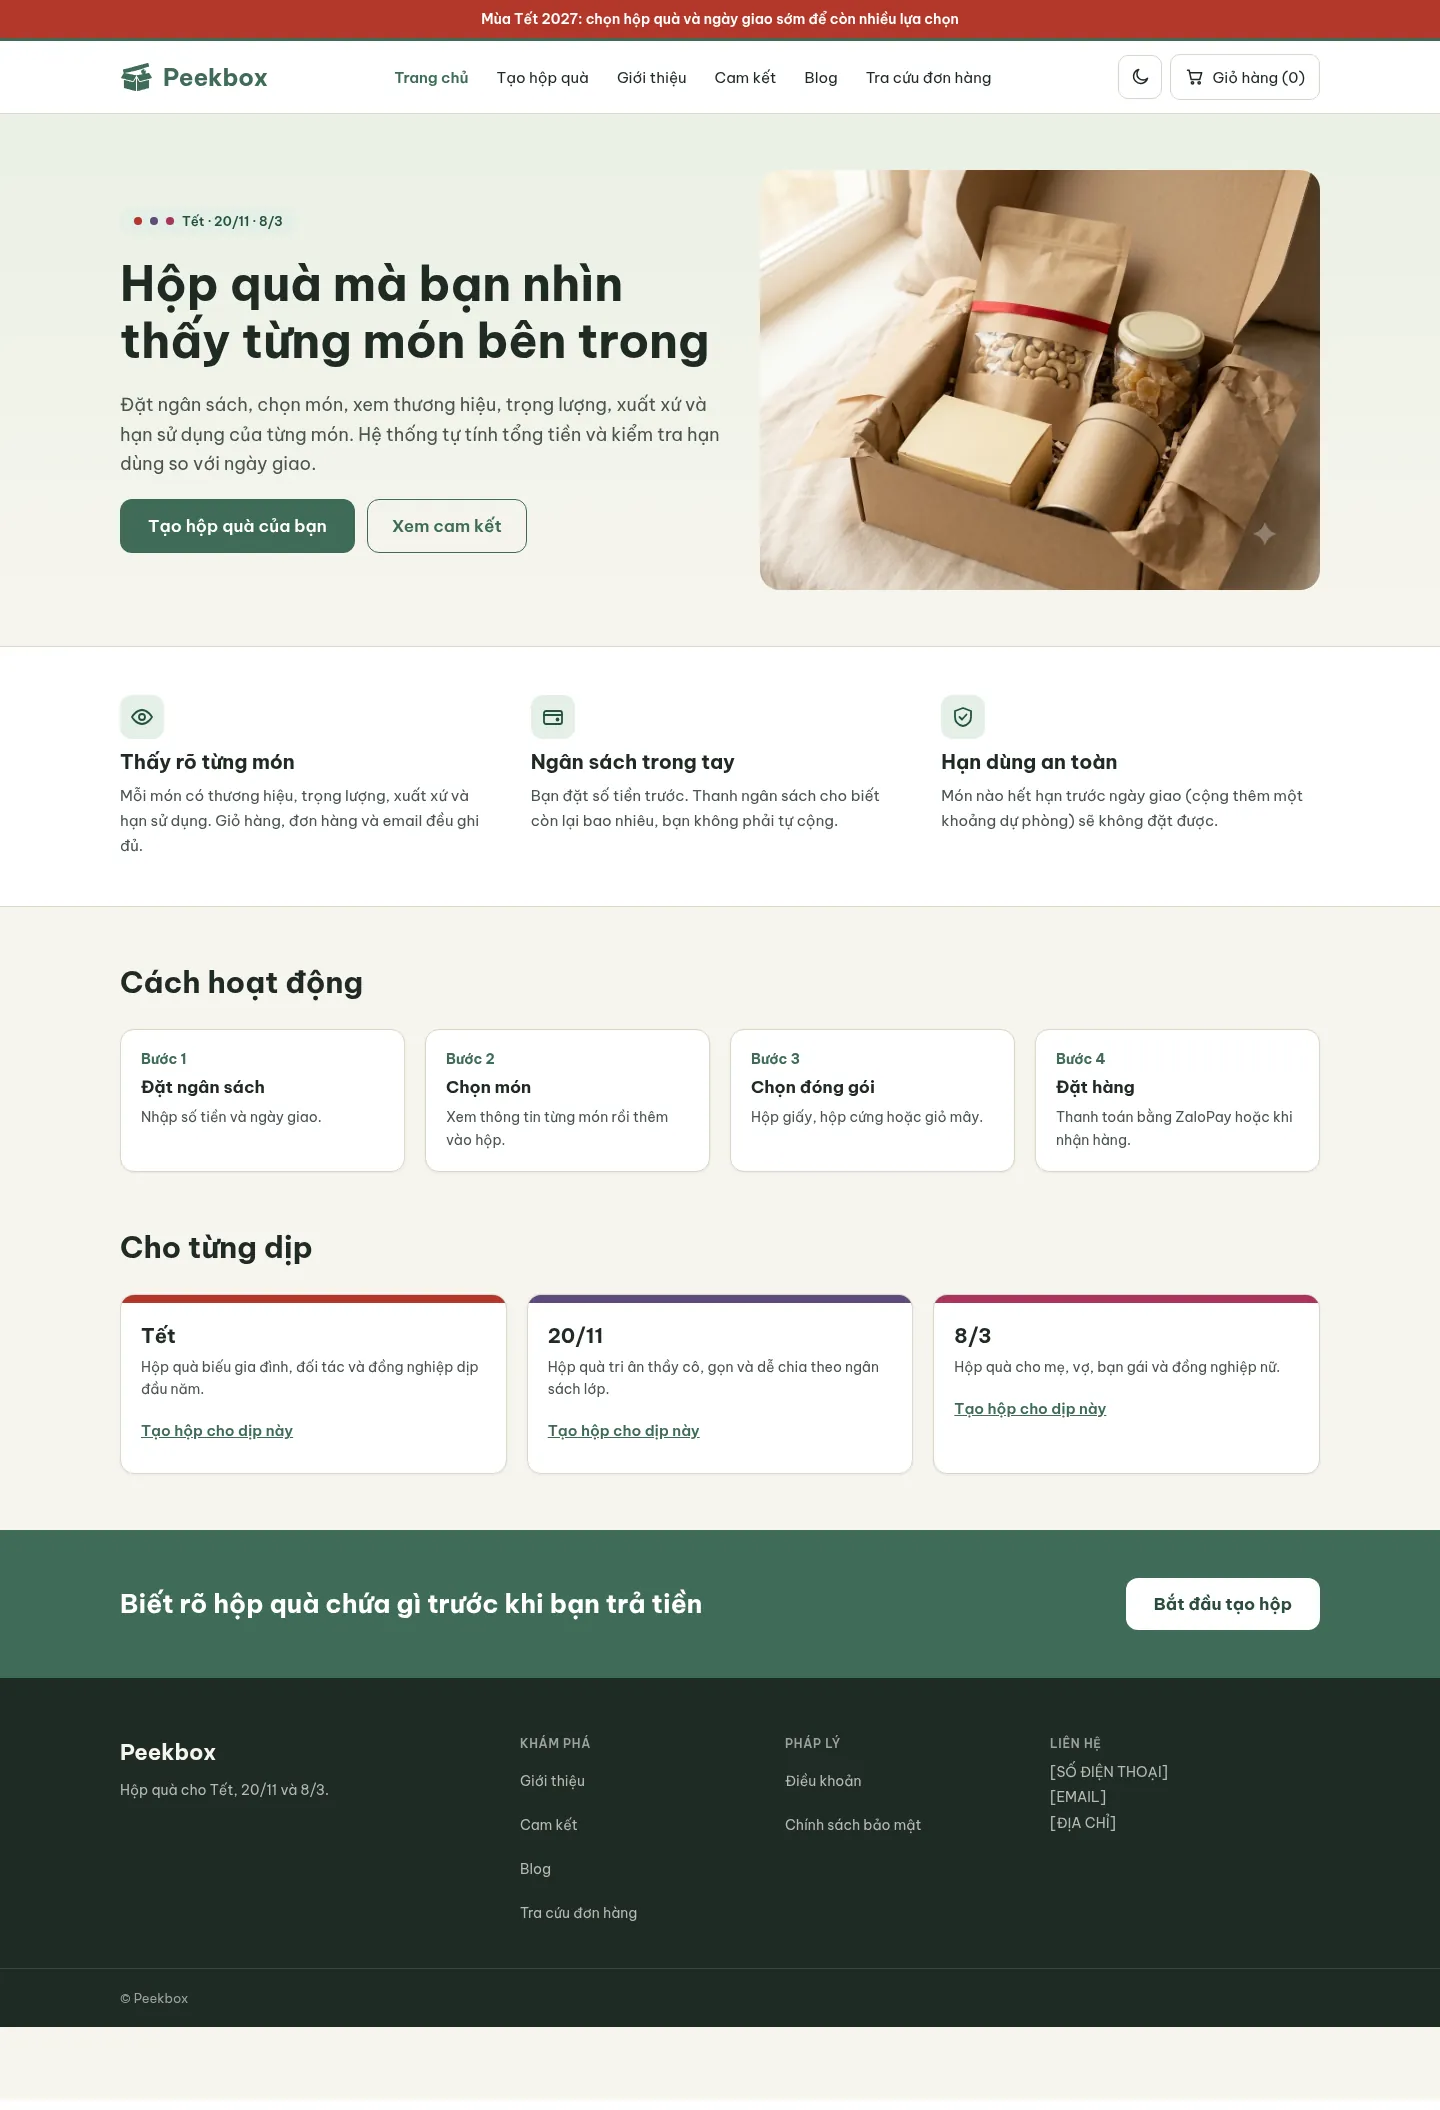 Mùa Tết 2027: chọn hộp quà và ngày giao sớm để còn nhiều lựa chọn
Peekbox
Trang chủ
Tạo hộp quà
Giới thiệu
Cam kết
Blog
Tra cứu đơn hàng
Giỏ hàng (0)
Tết · 20/11 · 8/3
Hộp quà mà bạn nhìn
thấy từng món bên trong
Đặt ngân sách, chọn món, xem thương hiệu, trọng lượng, xuất xứ và
hạn sử dụng của từng món. Hệ thống tự tính tổng tiền và kiểm tra hạn
dùng so với ngày giao.
Tạo hộp quà của bạn
Xem cam kết
Thấy rõ từng món
Mỗi món có thương hiệu, trọng lượng, xuất xứ và
hạn sử dụng. Giỏ hàng, đơn hàng và email đều ghi
đủ.
Ngân sách trong tay
Bạn đặt số tiền trước. Thanh ngân sách cho biết
còn lại bao nhiêu, bạn không phải tự cộng.
Hạn dùng an toàn
Món nào hết hạn trước ngày giao (cộng thêm một
khoảng dự phòng) sẽ không đặt được.
Cách hoạt động
Bước 1
Đặt ngân sách
Nhập số tiền và ngày giao.
Bước 2
Chọn món
Xem thông tin từng món rồi thêm
vào hộp.
Bước 3
Chọn đóng gói
Hộp giấy, hộp cứng hoặc giỏ mây.
Bước 4
Đặt hàng
Thanh toán bằng ZaloPay hoặc khi
nhận hàng.
Cho từng dịp
Tết
Hộp quà biếu gia đình, đối tác và đồng nghiệp dịp
đầu năm.
Tạo hộp cho dịp này
20/11
Hộp quà tri ân thầy cô, gọn và dễ chia theo ngân
sách lớp.
Tạo hộp cho dịp này
8/3
Hộp quà cho mẹ, vợ, bạn gái và đồng nghiệp nữ.
Tạo hộp cho dịp này
Biết rõ hộp quà chứa gì trước khi bạn trả tiền
Bắt đầu tạo hộp
Peekbox
Hộp quà cho Tết, 20/11 và 8/3.
KHÁM PHÁ
Giới thiệu
Cam kết
Blog
Tra cứu đơn hàng
PHÁP LÝ
Điều khoản
Chính sách bảo mật
LIÊN HỆ
[SỐ ĐIỆN THOẠI]
[EMAIL]
[ĐỊA CHỈ]
© Peekbox